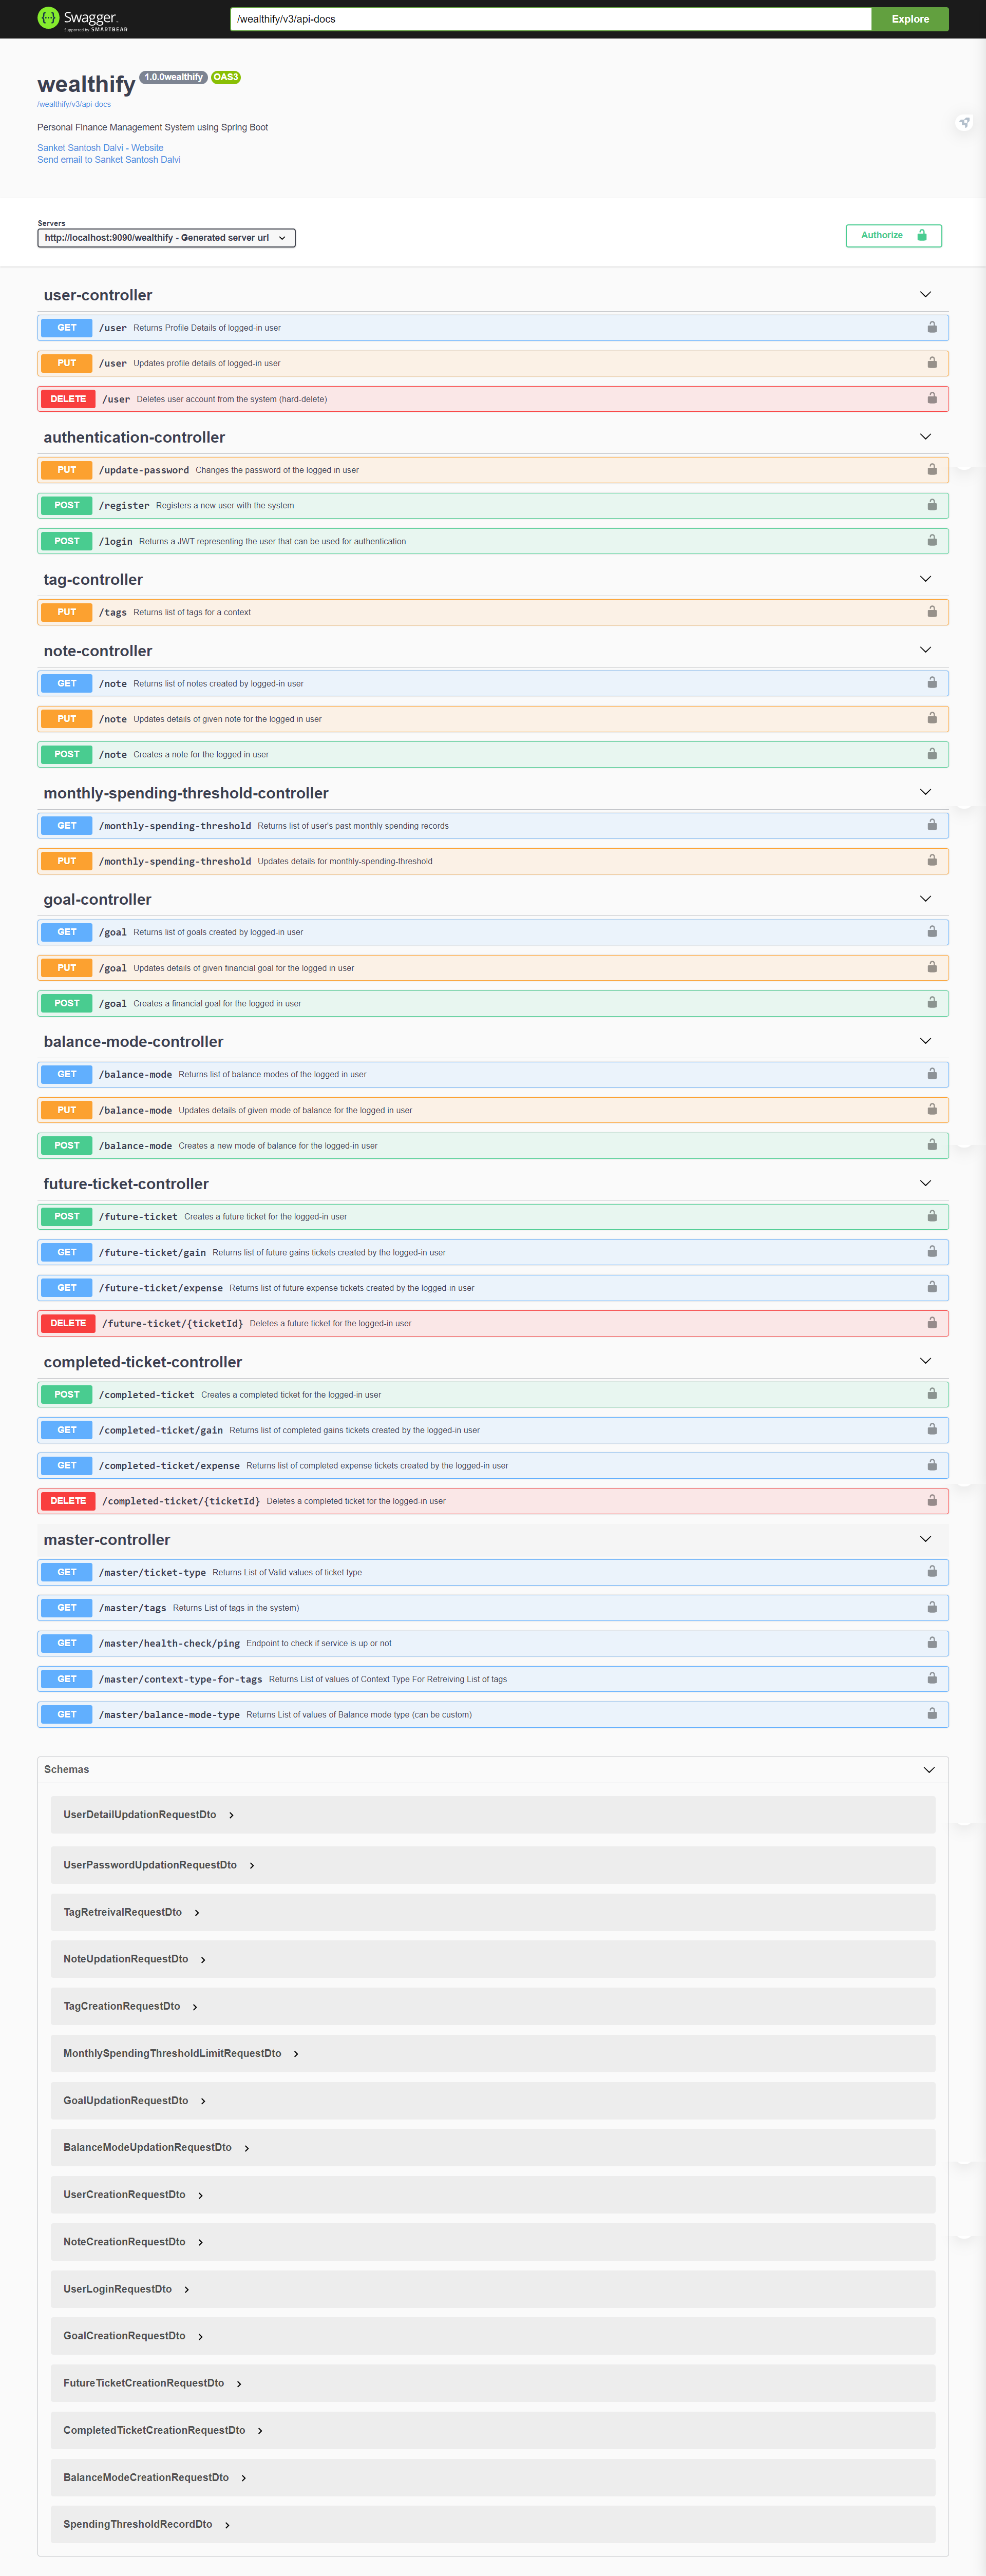 Swagger.
Supported by SMARTBEAR
/wealthify/v3/api-docs
Explore
wealthify 1.0.0wealthify OAS3
/wealthify/v3/api-docs
Personal Finance Management System using Spring Boot
Sanket Santosh Dalvi - Website
Send email to Sanket Santosh Dalvi
Servers
http://localhost:9090/wealthify - Generated server url
Authorize
user-controller
GET /user Returns Profile Details of logged-in user
PUT /user Updates profile details of logged-in user
DELETE /user Deletes user account from the system (hard-delete)
authentication-controller
PUT /update-password Changes the password of the logged in user
POST /register Registers a new user with the system
POST /login Returns a JWT representing the user that can be used for authentication
tag-controller
PUT /tags Returns list of tags for a context
note-controller
GET /note Returns list of notes created by logged-in user
PUT /note Updates details of given note for the logged in user
POST /note Creates a note for the logged in user
monthly-spending-threshold-controller
GET /monthly-spending-threshold Returns list of user's past monthly spending records
PUT /monthly-spending-threshold Updates details for monthly-spending-threshold
goal-controller
GET /goal Returns list of goals created by logged-in user
PUT /goal Updates details of given financial goal for the logged in user
POST /goal Creates a financial goal for the logged in user
balance-mode-controller
GET /balance-mode Returns list of balance modes of the logged in user
PUT /balance-mode Updates details of given mode of balance for the logged in user
POST /balance-mode Creates a new mode of balance for the logged-in user
future-ticket-controller
POST /future-ticket Creates a future ticket for the logged-in user
GET /future-ticket/gain Returns list of future gains tickets created by the logged-in user
GET /future-ticket/expense Returns list of future expense tickets created by the logged-in user
DELETE /future-ticket/{ticketId} Deletes a future ticket for the logged-in user
completed-ticket-controller
POST /completed-ticket Creates a completed ticket for the logged-in user
GET /completed-ticket/gain Returns list of completed gains tickets created by the logged-in user
GET /completed-ticket/expense Returns list of completed expense tickets created by the logged-in user
DELETE /completed-ticket/{ticketId} Deletes a completed ticket for the logged-in user
master-controller
GET /master/ticket-type Returns List of Valid values of ticket type
GET /master/tags Returns List of tags in the system)
GET /master/health-check/ping Endpoint to check if service is up or not
GET /master/context-type-for-tags Returns List of values of Context Type For Retreiving List of tags
GET /master/balance-mode-type Returns List of values of Balance mode type (can be custom)
Schemas
UserDetailUpdationRequestDto
UserPasswordUpdationRequestDto
TagRetreivalRequestDto
NoteUpdationRequestDto
TagCreationRequestDto
MonthlySpendingThresholdLimitRequestDto
GoalUpdationRequestDto
BalanceModeUpdationRequestDto
UserCreationRequestDto
NoteCreationRequestDto
UserLoginRequestDto
GoalCreationRequestDto
FutureTicketCreationRequestDto
CompletedTicketCreationRequestDto
BalanceModeCreationRequestDto
SpendingThresholdRecordDto